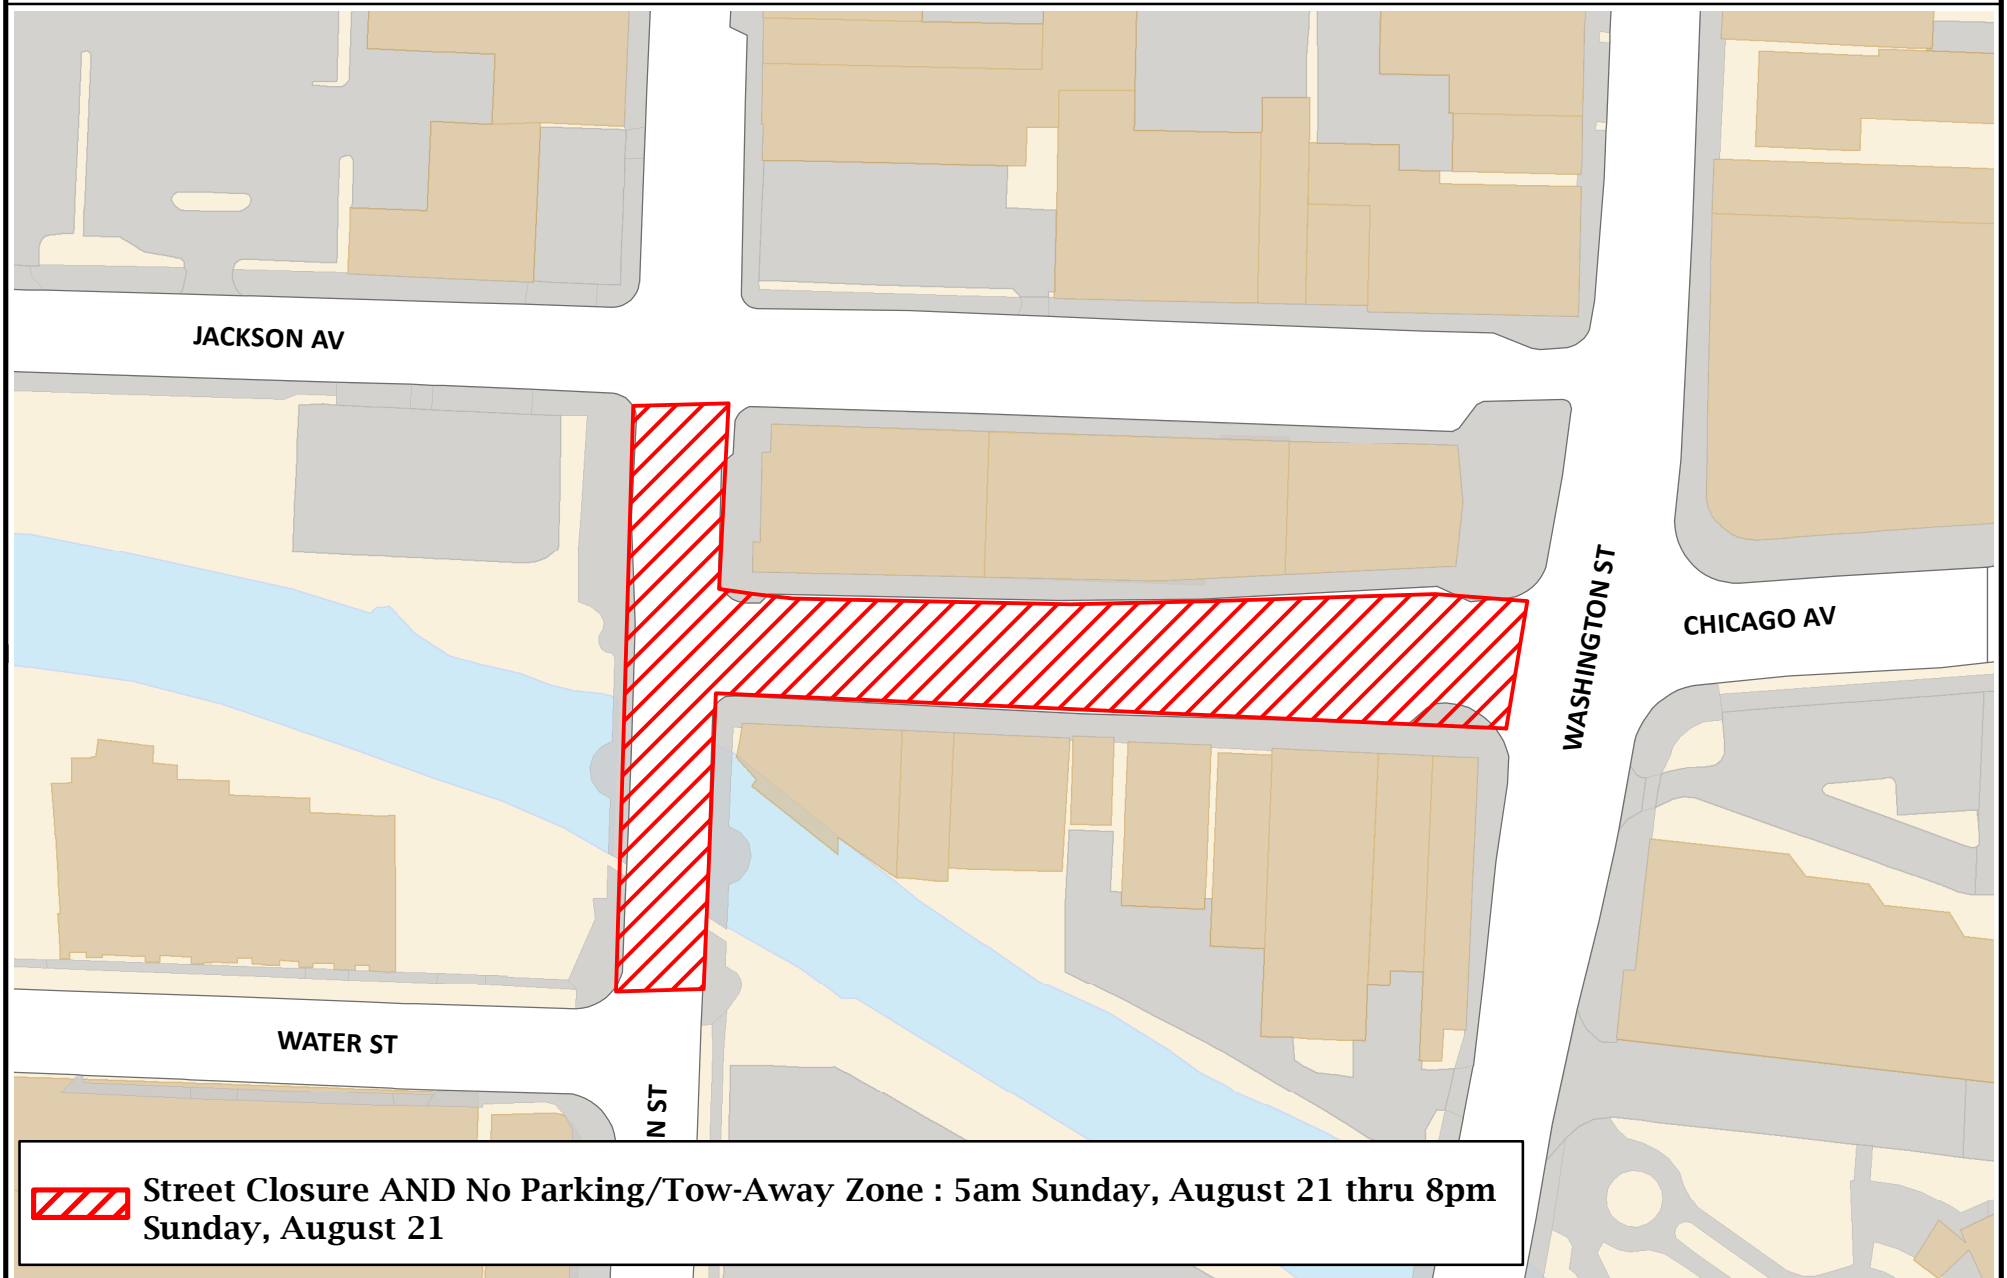 JACKSON AV
WASHINGTON ST
CHICAGO AV
WATER ST
N ST
Street Closure AND No Parking/Tow-Away Zone : 5am Sunday, August 21 thru 8pm
Sunday, August 21